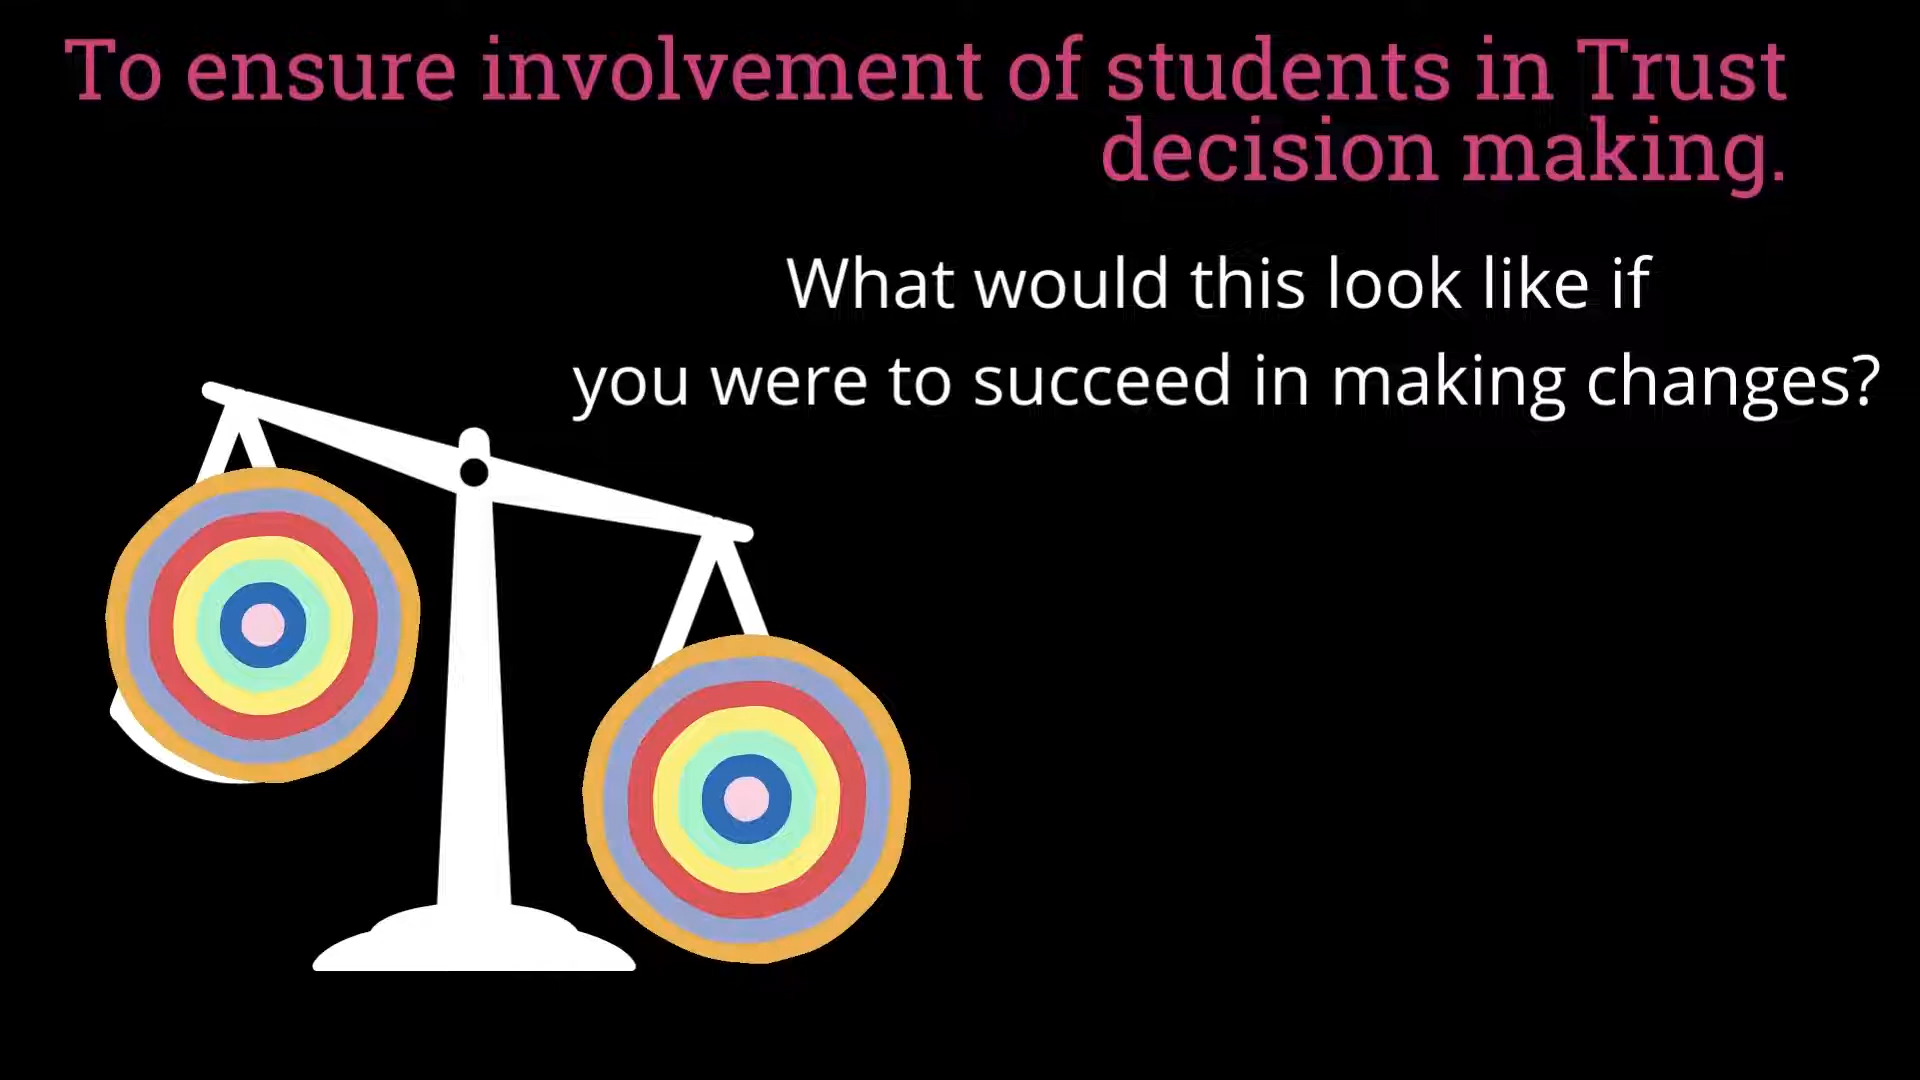 To ensure involvement of students in Trust
decision making.
What would this look like if
you were to succeed in making changes?